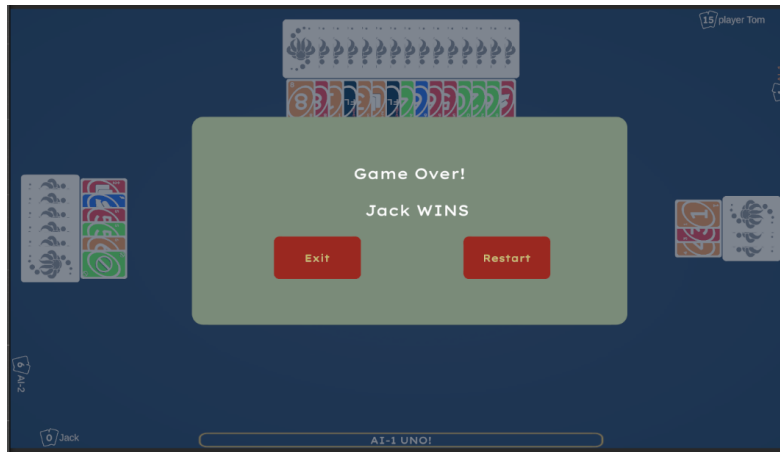 15 player Tom
Game Over!
Jack WINS
Exit
Restart
6 AI-2
0 Jack
AI-1 UNO!